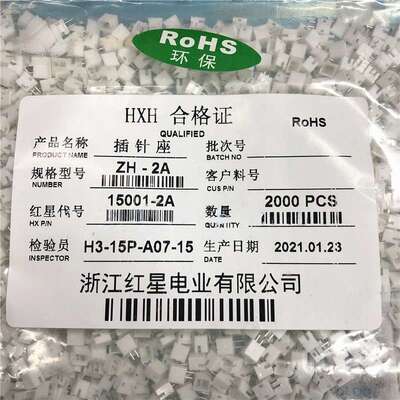 RoHS
环保
HXH 合格证
QUALIFIED
RoHS
产品名称 插针座 批次号
PRODUCT NAME BATCH NO
规格型号 ZH-2A 客户料号
NUMBER CUS P/N
红星代号 15001-2A 数量 2000 PCS
HX P/N QUANTITY
检验员 H3-15P-A07-15 生产日期 2021.01.23
INSPECTOR
浙江红星电业有限公司